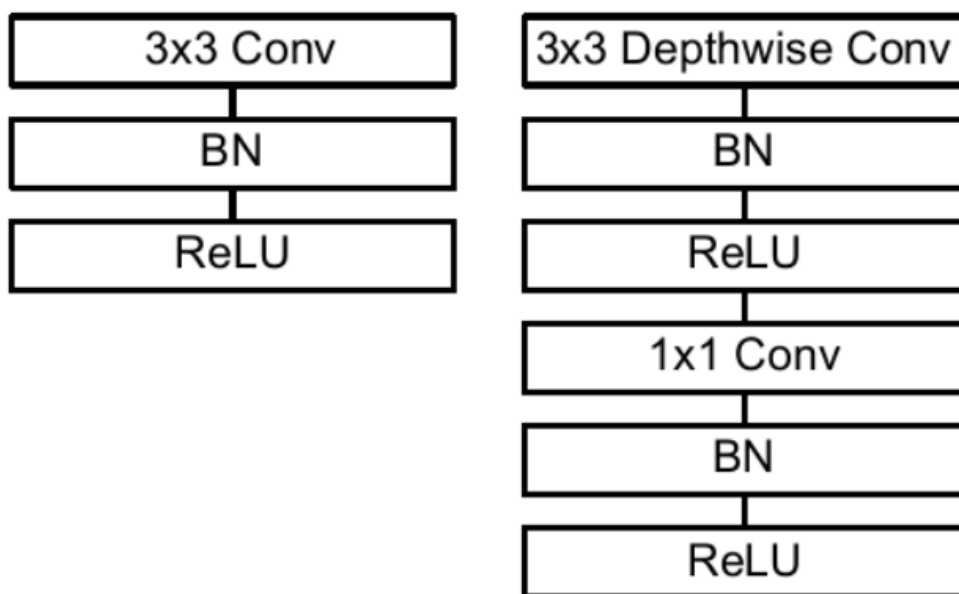 3x3 Conv
BN
ReLU
3x3 Depthwise Conv
BN
ReLU
1x1 Conv
BN
ReLU